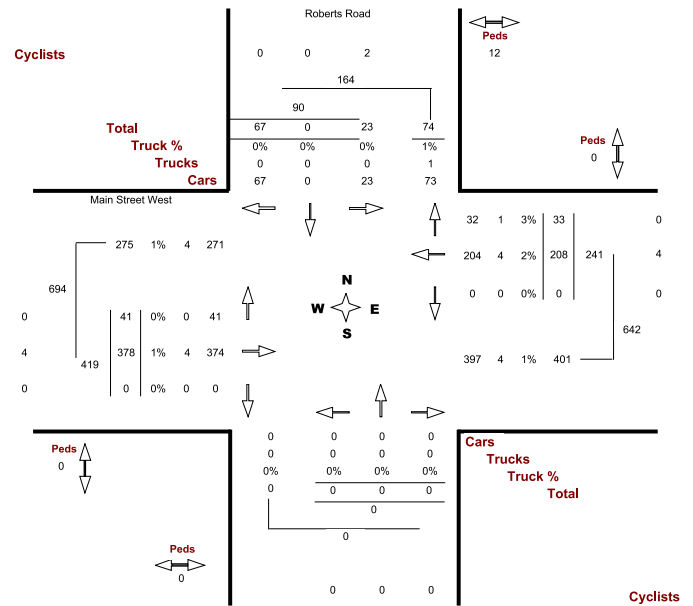 Roberts Road
Peds
Cyclists 0 0 2 12
164
90
Total 67 0 23 74
Peds
Truck % 0% 0% 0% 1%
0
Trucks 0 0 0 1
Cars 67 0 23 73
Main Street West
32 1 3% 33 0
275 1% 4 271
204 4 2% 208 241 4
N
694
0 0 0% 0 0
W E
0 41 0% 0 41
S
642
4 378 1% 4 374
397 4 1% 401
419
0 0 0% 0 0
0 0 0 0 Cars
Peds
0 0 0 0 Trucks
0
0% 0% 0% 0% Truck %
0 0 0 0 Total
0
0
Peds
0
0 0 0
Cyclists